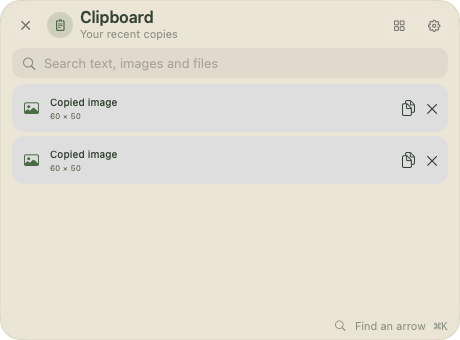 Clipboard
Your recent copies
Search text, images and files
Copied image
60 × 50
Copied image
60 × 50
Find an arrow ⌘K